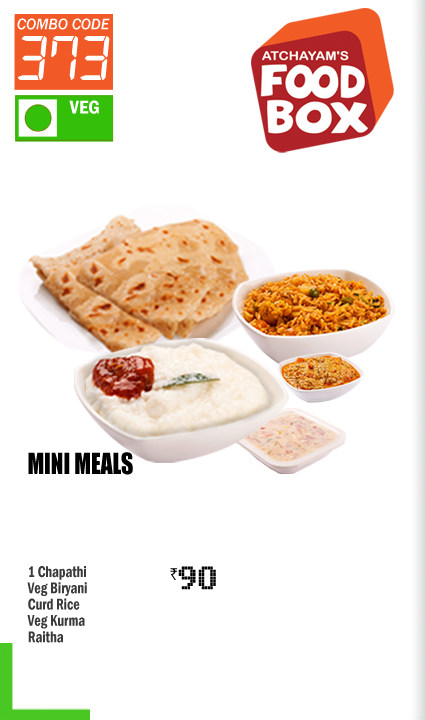 COMBO CODE
373
VEG
ATCHAYAM'S
FOOD
BOX
MINI MEALS
1 Chapathi
Veg Biryani
Curd Rice
Veg Kurma
Raitha
₹90